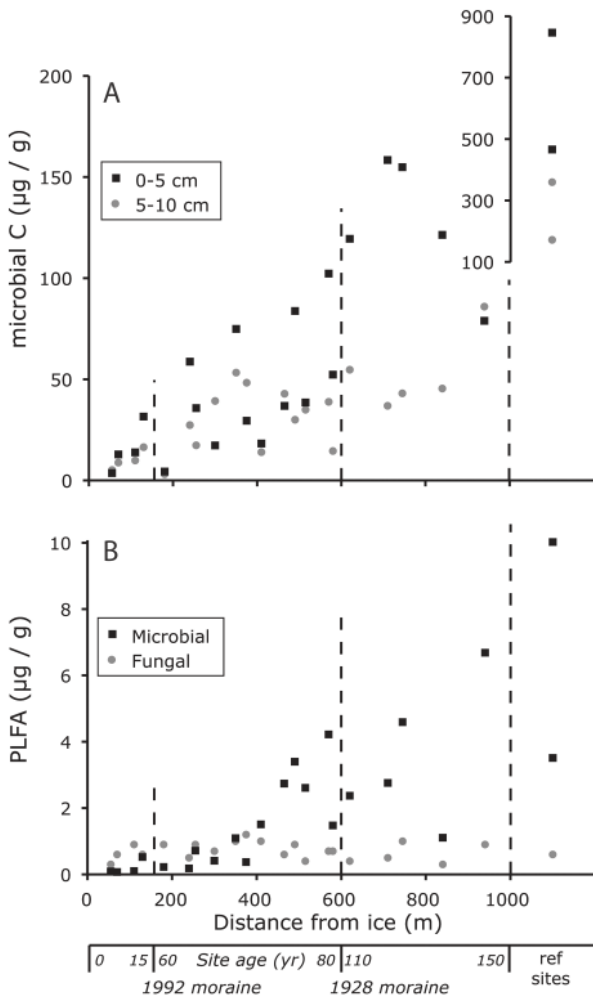 A
microbial C (µg / g)
200
150
100
50
0
900
700
500
300
100
0-5 cm
5-10 cm
B
PLFA (µg / g)
10
8
6
4
2
0
Microbial
Fungal
0 200 400 600 800 1000
Distance from ice (m)
0 15 60 Site age (yr) 80 110 150 ref sites
1992 moraine 1928 moraine